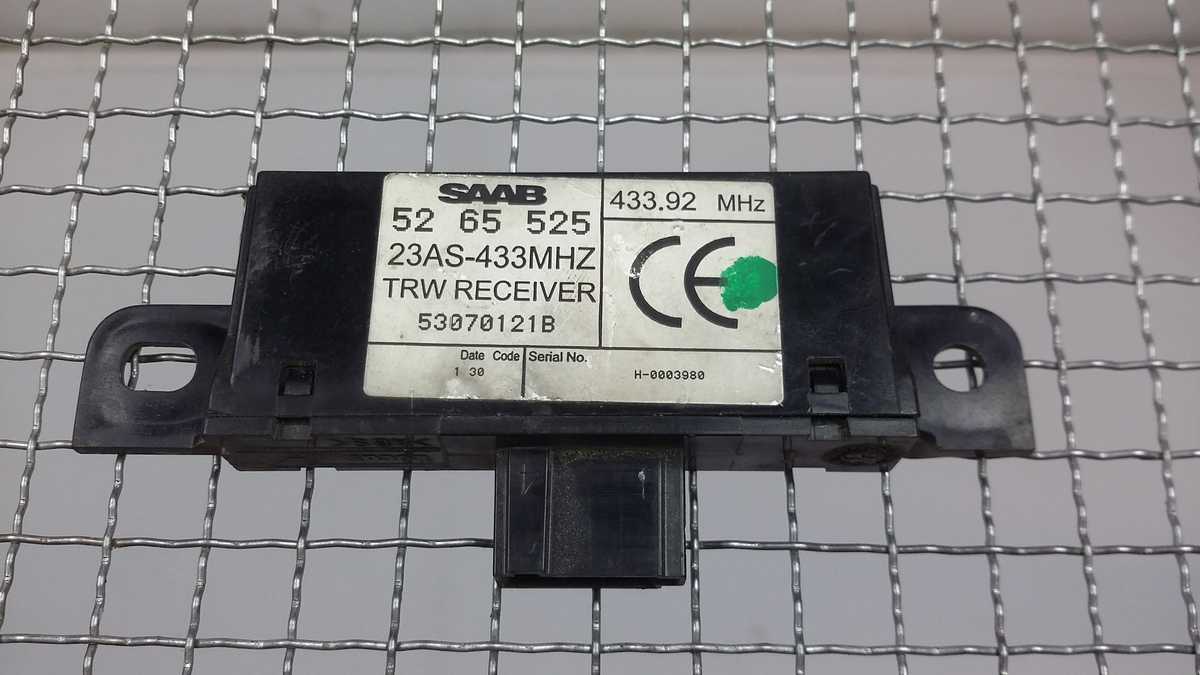 SAAB
52 65 525
23AS-433MHZ
TRW RECEIVER
53070121B
433.92 MHz
CE
Date Code
1 30
Serial No.
H-0003980